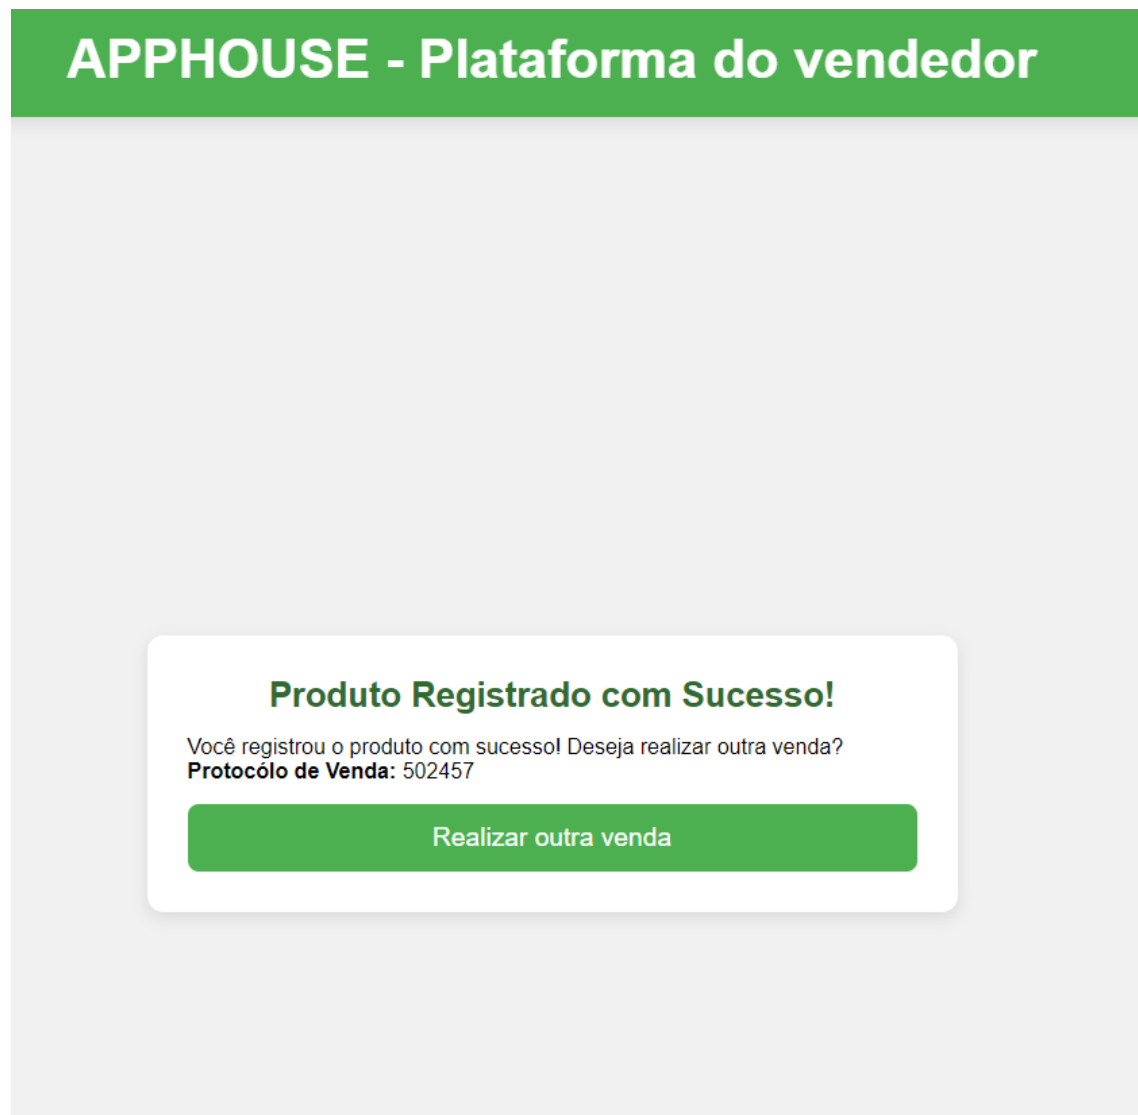 APPHOUSE - Plataforma do vendedor
Produto Registrado com Sucesso!
Você registrou o produto com sucesso! Deseja realizar outra venda?
Protocólo de Venda: 502457
Realizar outra venda